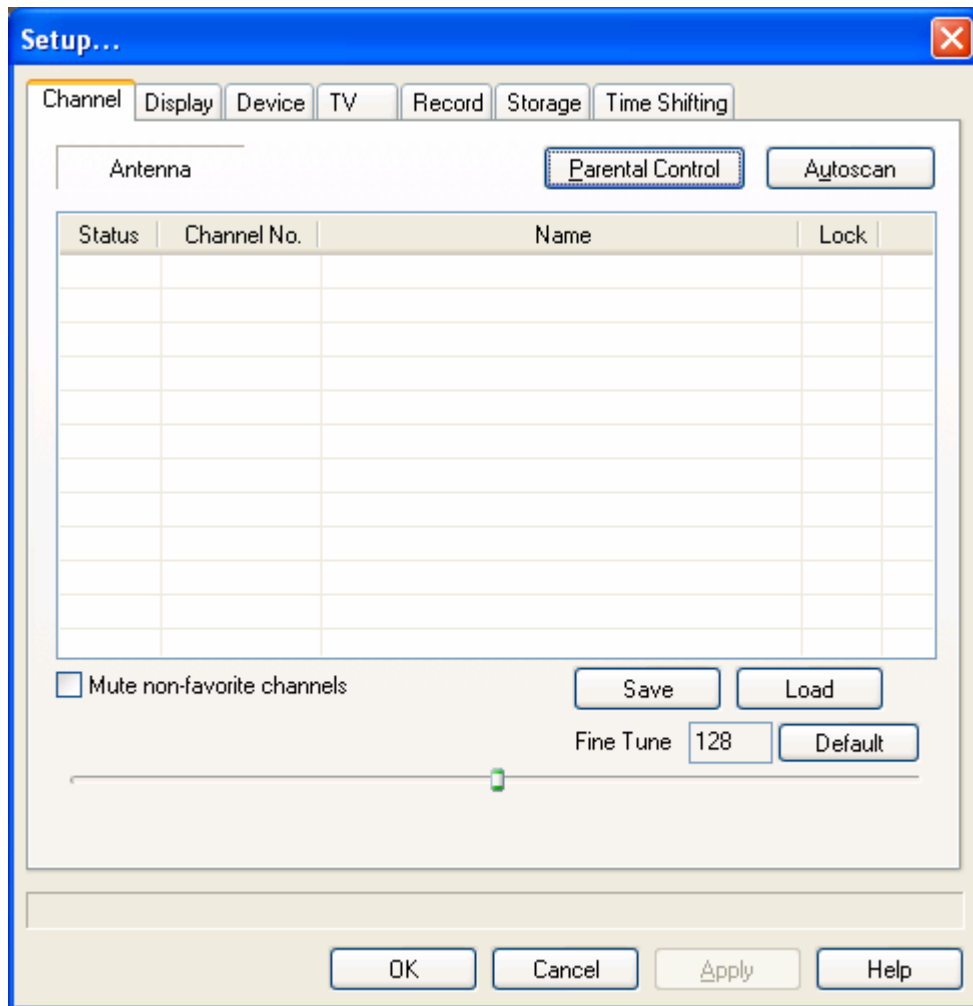 Setup...
Channel Display Device TV Record Storage Time Shifting
Antenna Parental Control Autoscan
Status Channel No. Name Lock
Mute non-favorite channels Save Load
Fine Tune 128 Default
OK Cancel Apply Help